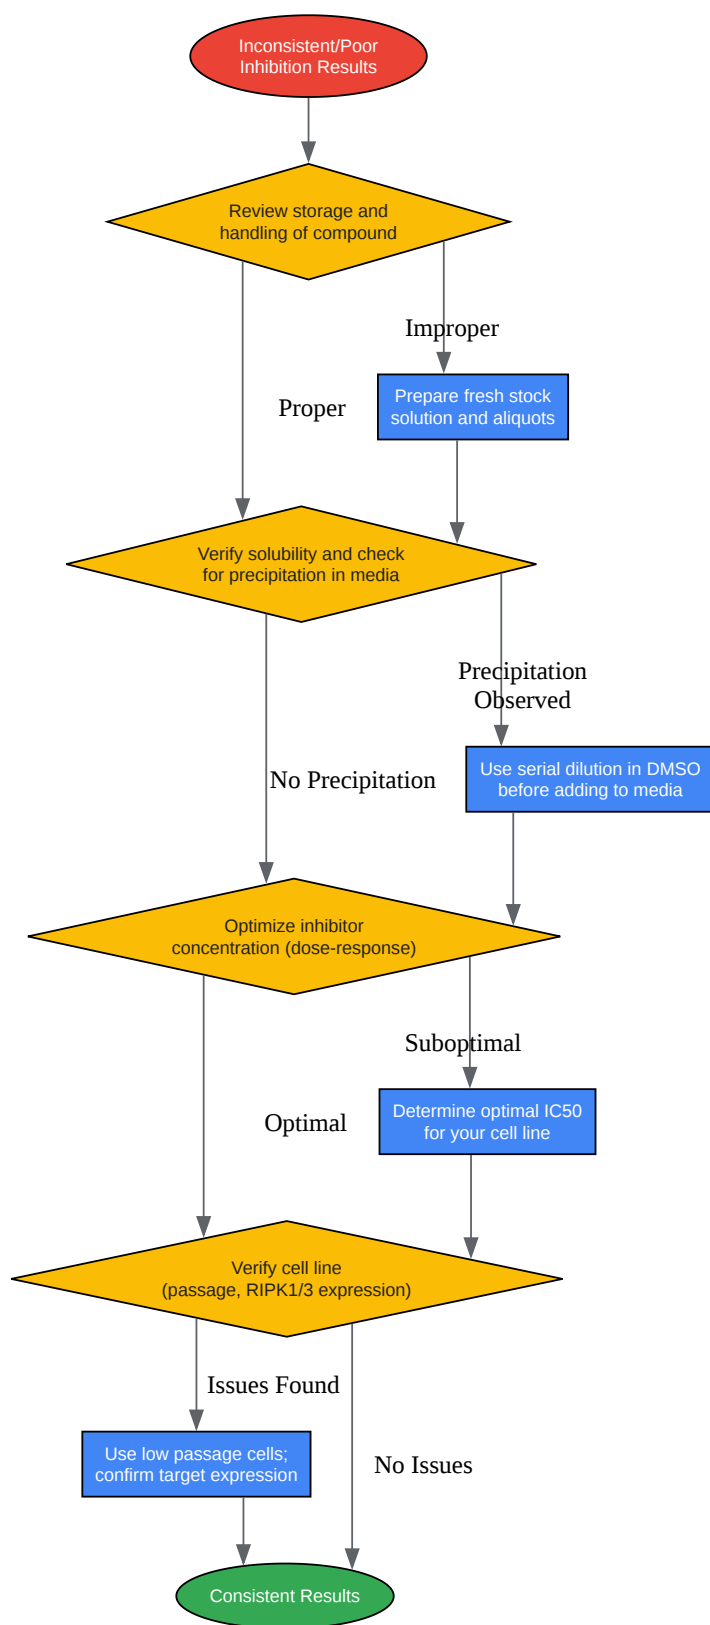 Inconsistent/Poor
Inhibition Results
Review storage and
handling of compound
Improper
Proper
Prepare fresh stock
solution and aliquots
Verify solubility and check
for precipitation in media
Precipitation
Observed
No Precipitation
Use serial dilution in DMSO
before adding to media
Optimize inhibitor
concentration (dose-response)
Suboptimal
Optimal
Determine optimal IC50
for your cell line
Verify cell line
(passage, RIPK1/3 expression)
Issues Found
No Issues
Use low passage cells;
confirm target expression
Consistent Results